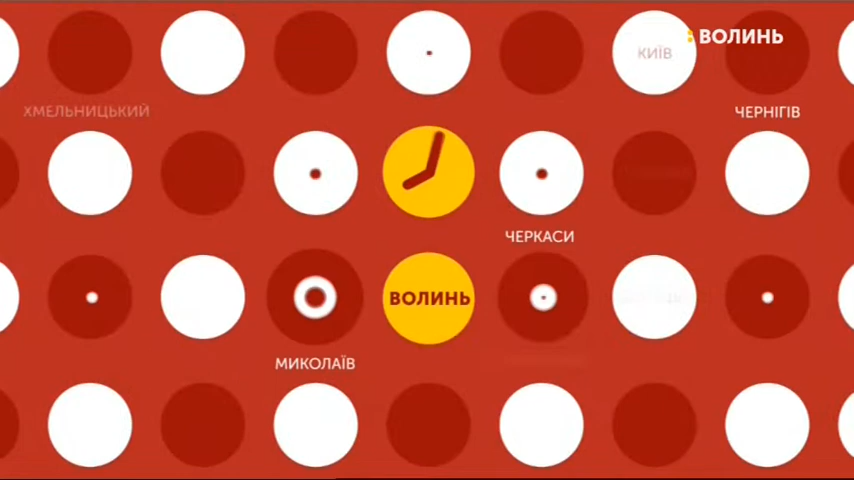 ВОЛИНЬ
КИЇВ
ХМЕЛЬНИЦЬКИЙ
ЧЕРНІГІВ
ЧЕРКАСИ
ВОЛИНЬ
МИКОЛАЇВ